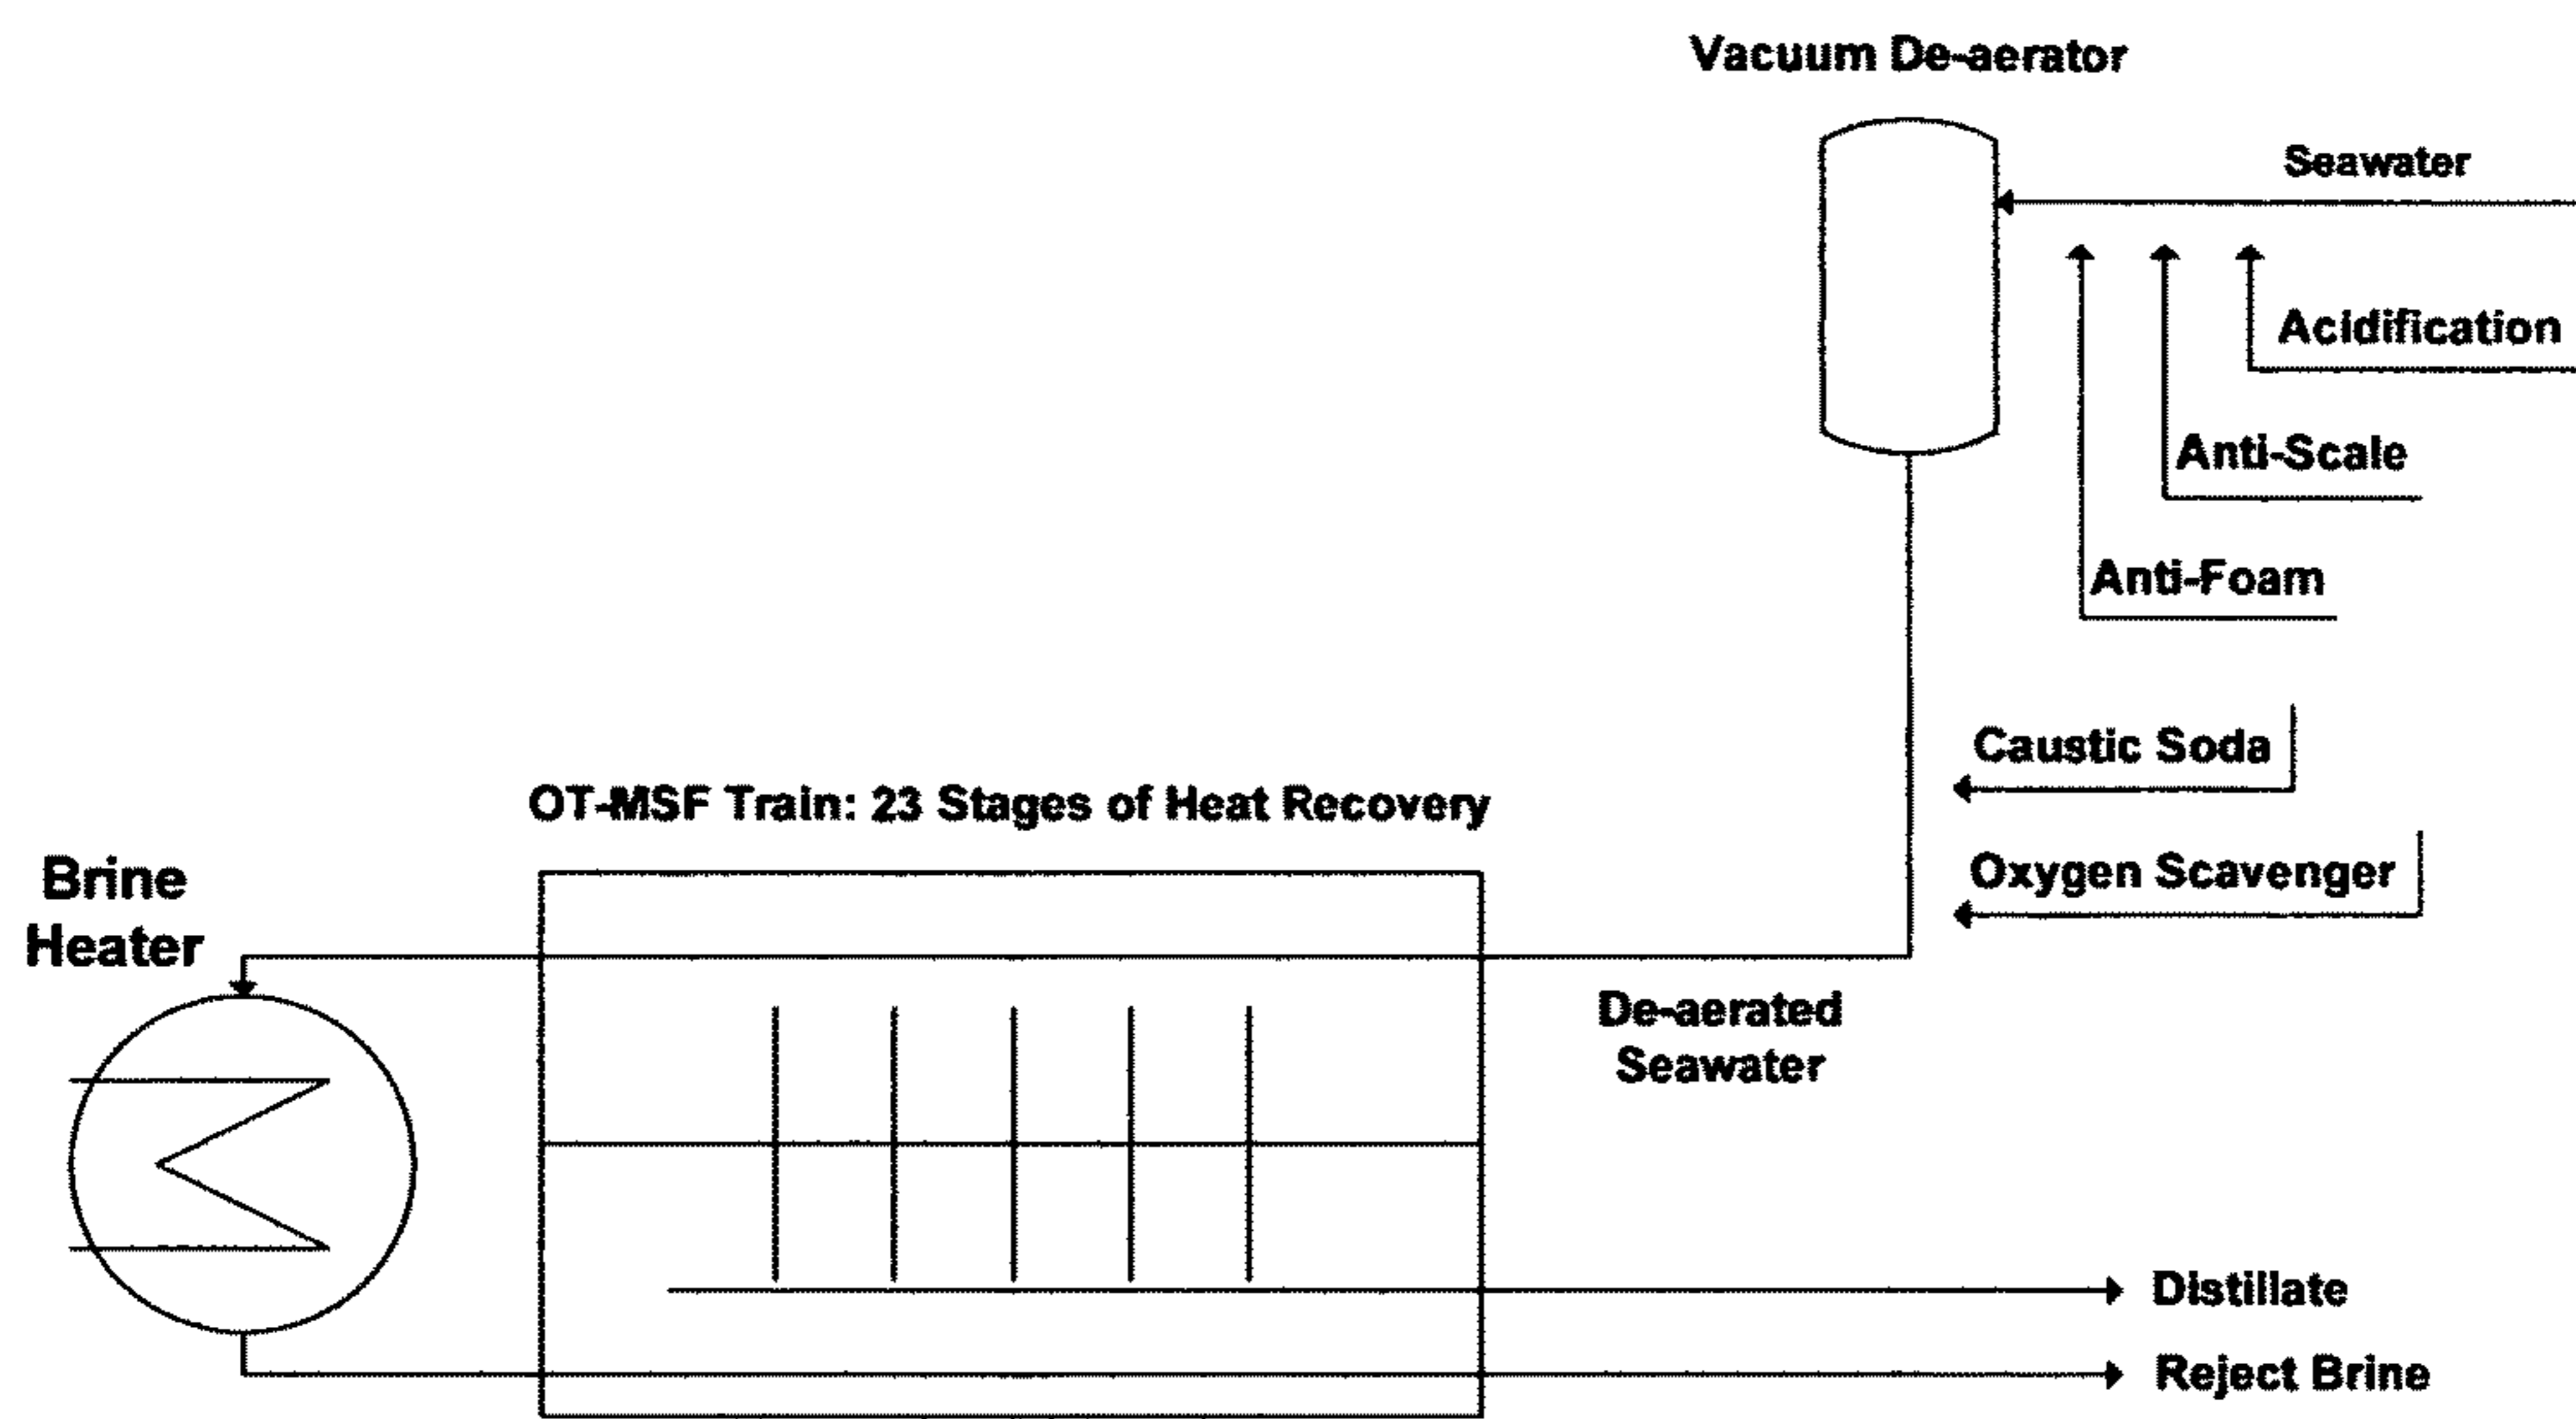 Vacuum De-aerator
Seawater
Acidification
Anti-Scale
Anti-Foam
Caustic Soda
OT-MSF Train: 23 Stages of Heat Recovery
Oxygen Scavenger
Brine
Heater
De-aerated
Seawater
Distillate
Reject Brine